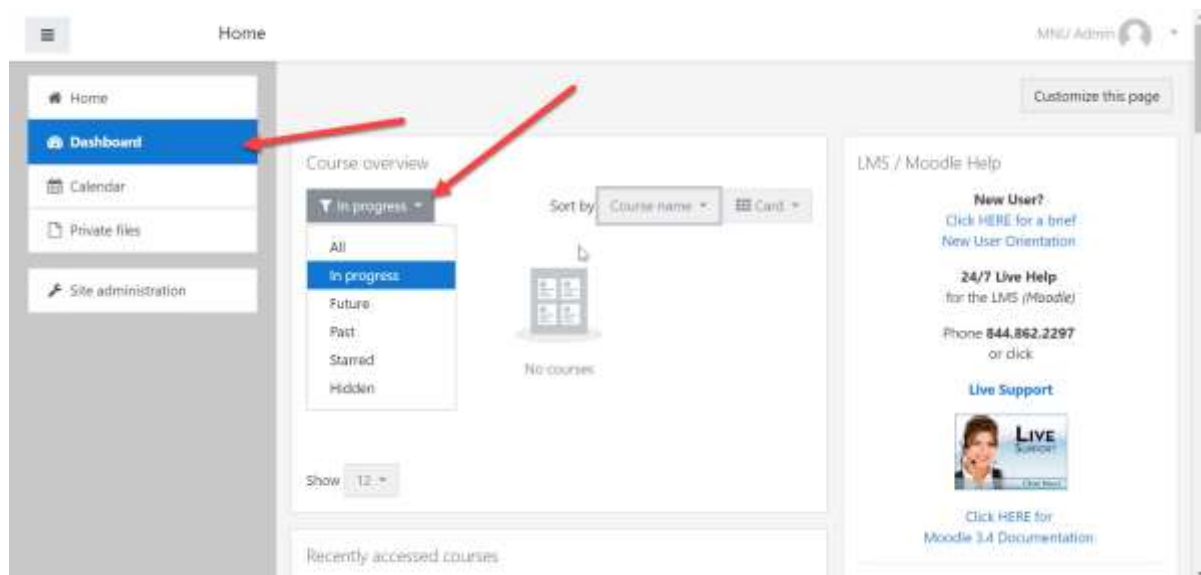 Home
MNU Admin
Home
Dashboard
Calendar
Private files
Site administration
Customize this page
Course overview
In progress
Sort by Course name Card
All
In progress
Future
Past
Starred
Hidden
No courses
Show 12
Recently accessed courses
LMS / Moodle Help
New User?
Click HERE for a brief
New User Orientation
24/7 Live Help
for the LMS (Moodle)
Phone 844.862.2297
or click
Live Support
LIVE
SUPPORT
Click HERE for
Moodle 3.4 Documentation